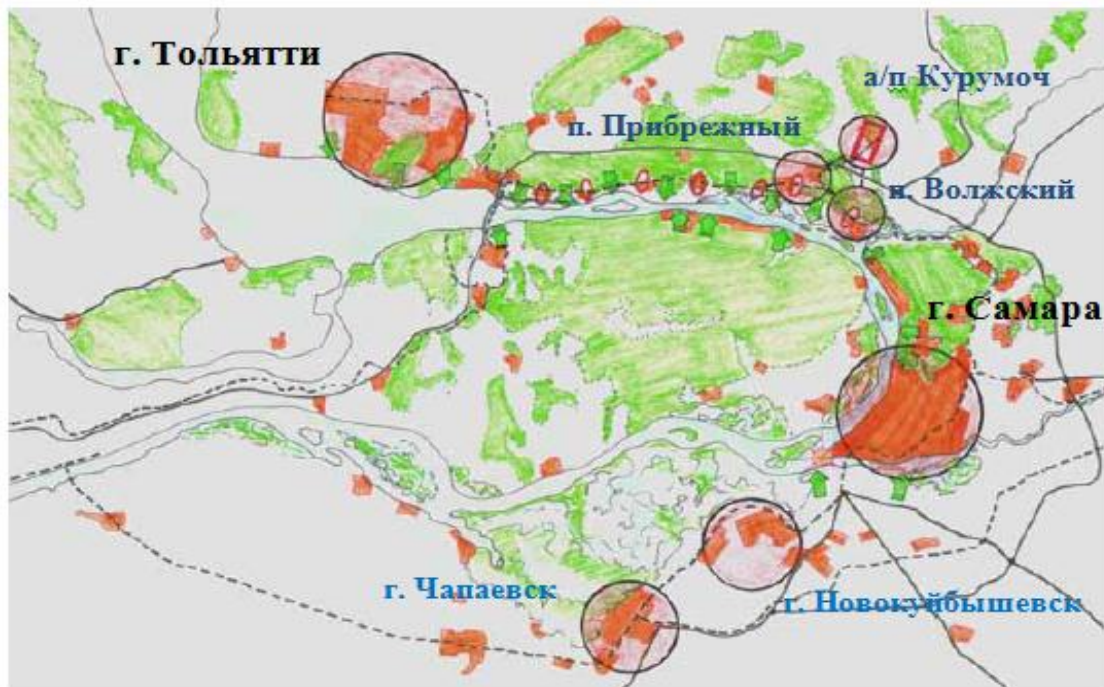 г. Тольятти
а/п Курумоч
п. Прибрежный
п. Волжский
г. Самара
г. Чапаевск
г. Новокуйбышевск